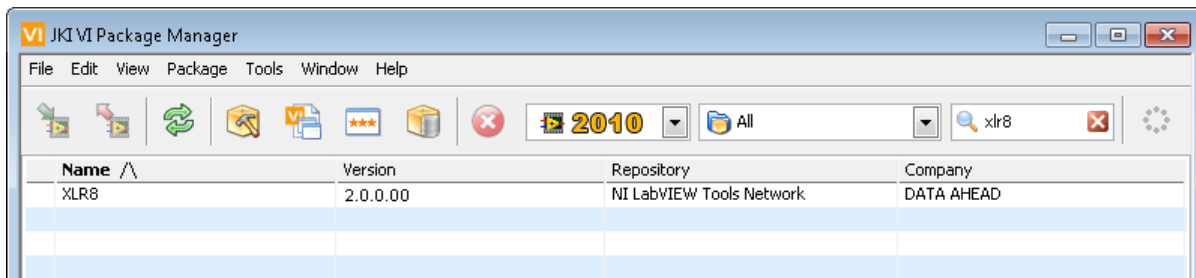 VI JKI VI Package Manager
File Edit View Package Tools Window Help
VI *** 2010 All xlr8
Name /\ Version Repository Company
XLR8 2.0.0.00 NI LabVIEW Tools Network DATA AHEAD